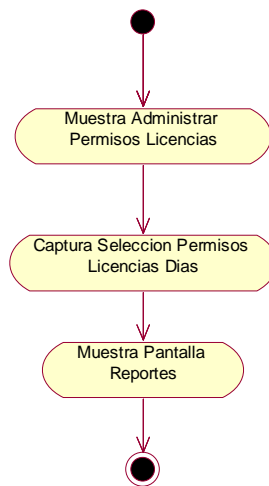 Muestra Administrar
Permisos Licencias
Captura Seleccion Permisos
Licencias Dias
Muestra Pantalla
Reportes